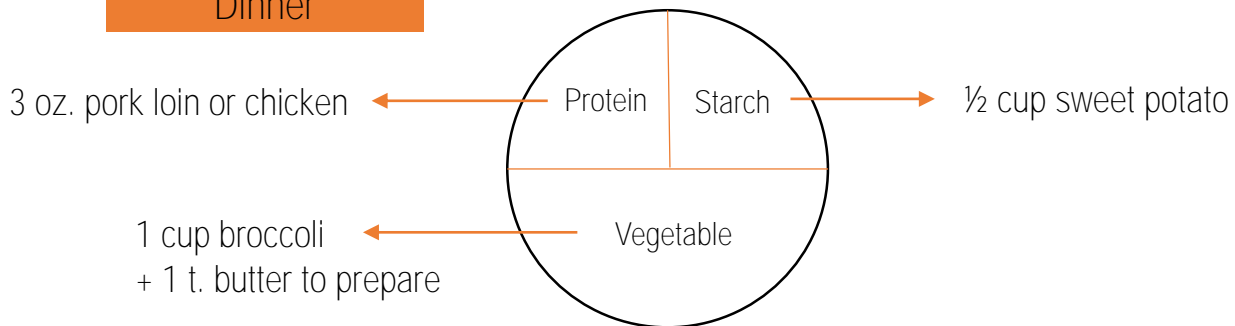 Dinner
3 oz. pork loin or chicken
Protein
Starch
½ cup sweet potato
1 cup broccoli
+ 1 t. butter to prepare
Vegetable